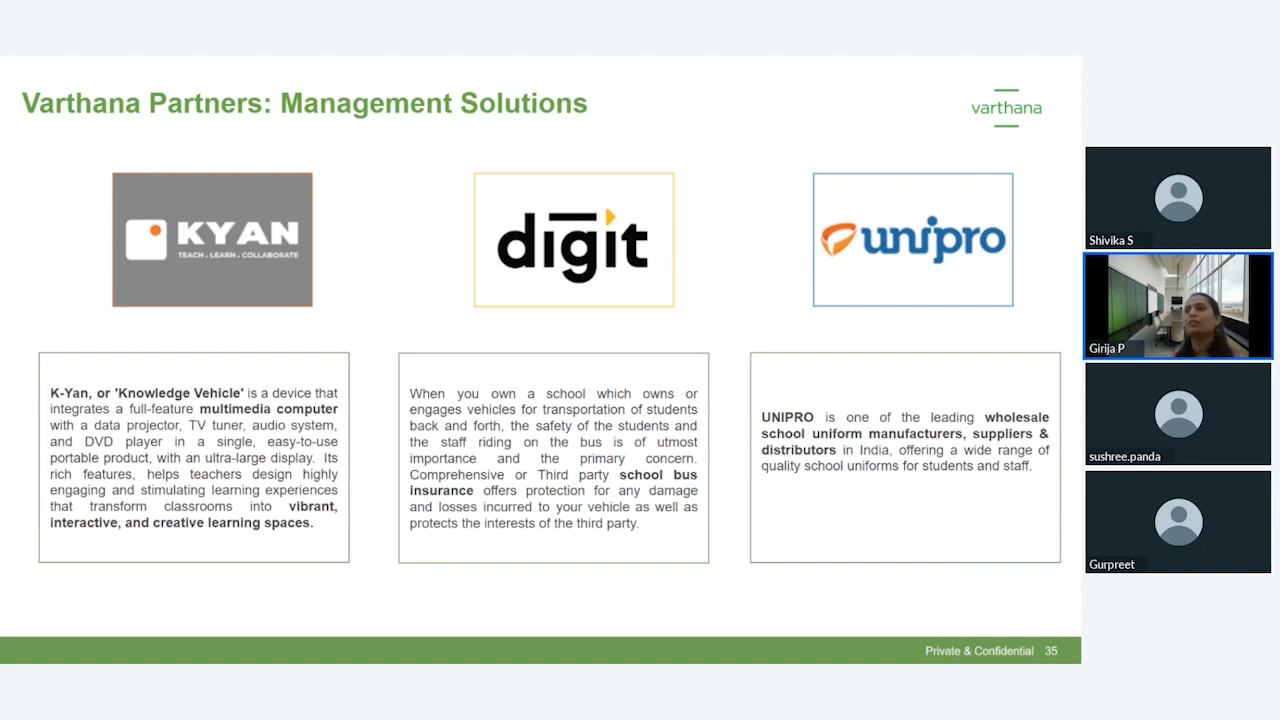 Varthana Partners: Management Solutions
varthana
KYAN
TEACH . LEARN . COLLABORATE
digit
unipro
K-Yan, or 'Knowledge Vehicle' is a device that
integrates a full-feature multimedia computer
with a data projector, TV tuner, audio system,
and DVD player in a single, easy-to-use
portable product, with an ultra-large display. Its
rich features, helps teachers design highly
engaging and stimulating learning experiences
that transform classrooms into vibrant,
interactive, and creative learning spaces.
When you own a school which owns or
engages vehicles for transportation of students
back and forth, the safety of the students and
the staff riding on the bus is of utmost
importance and the primary concern.
Comprehensive or Third party school bus
insurance offers protection for any damage
and losses incurred to your vehicle as well as
protects the interests of the third party.
UNIPRO is one of the leading wholesale
school uniform manufacturers, suppliers &
distributors in India, offering a wide range of
quality school uniforms for students and staff.
Private & Confidential 35
Shivika S
Girija P
sushree.panda
Gurpreet